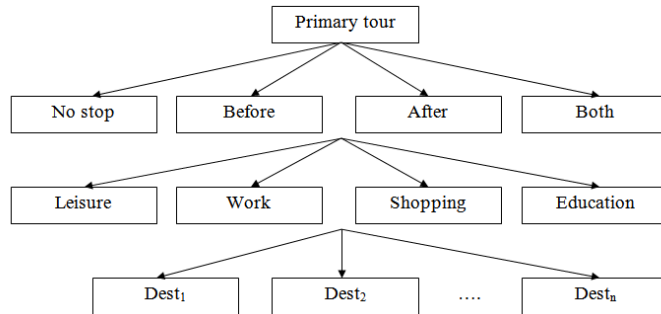 Primary tour
No stop Before After Both
Leisure Work Shopping Education
Dest₁ Dest₂ .... Destₙ